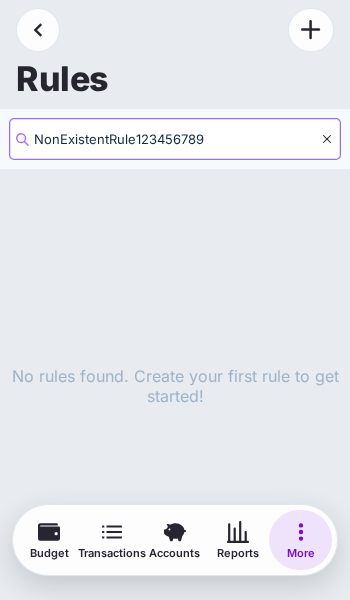 Rules
NonExistentRule123456789
No rules found. Create your first rule to get
started!
Budget
Transactions
Accounts
Reports
More